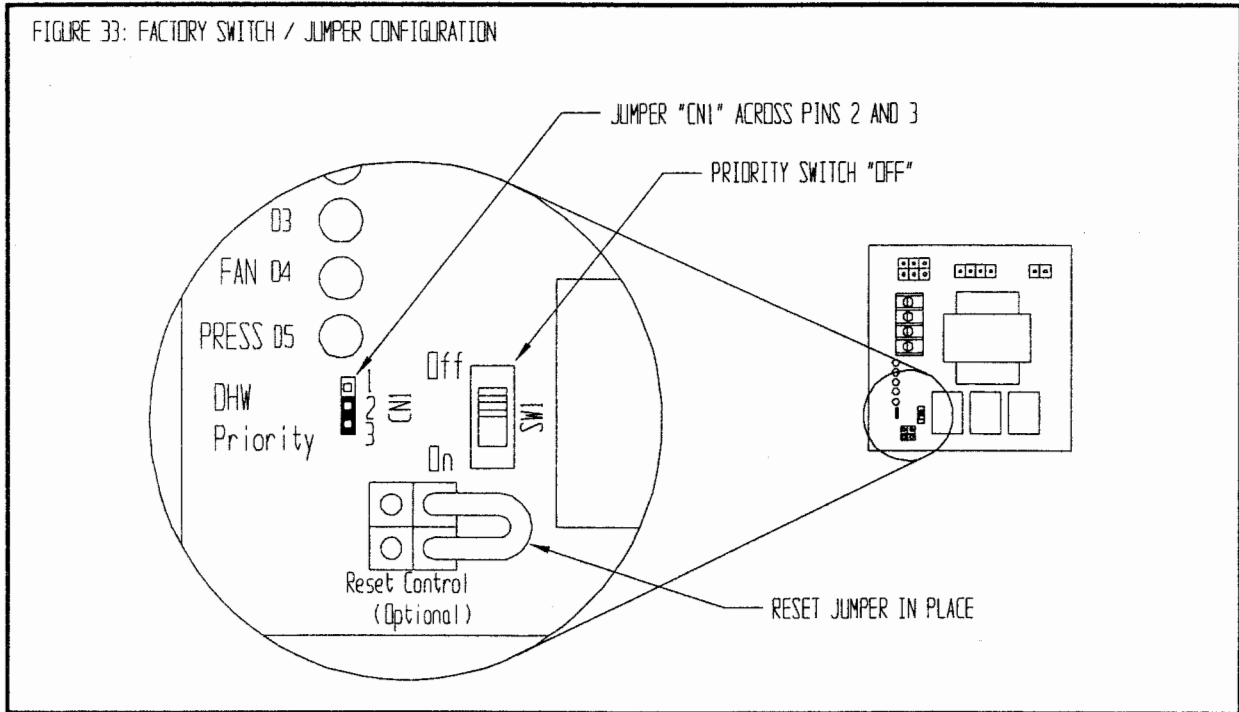 FIGURE 33: FACTORY SWITCH / JUMPER CONFIGURATION
JUMPER "CN1" ACROSS PINS 2 AND 3
PRIORITY SWITCH "OFF"
D3
FAN D4
PRESS D5
DHW
Priority
1
2
3
CN1
Off
On
SW1
Reset Control
(Optional)
RESET JUMPER IN PLACE